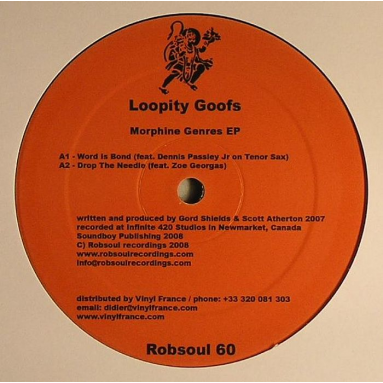 Loopity Goofs
Morphine Genres EP
A1 - Word Is Bond (feat. Dennis Passley Jr on Tenor Sax)
A2 - Drop The Needle (feat. Zoe Georgas)
written and produced by Gord Shields & Scott Atherton 2007
recorded at Infinite 420 Studios in Newmarket, Canada
Soundboy Publishing 2008
C) Robsoul recordings 2008
www.robsoulrecordings.com
info@robsoulrecordings.com
distributed by Vinyl France / phone: +33 320 081 303
email: didier@vinylfrance.com
www.vinylfrance.com
Robsoul 60